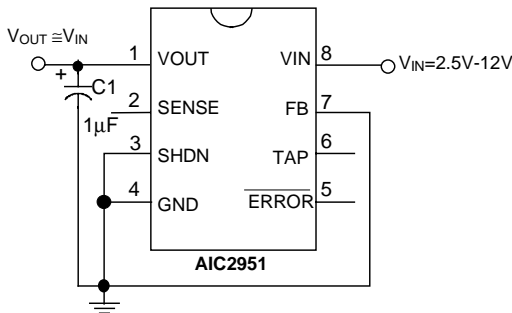 VOUT ≅VIN
+
C1
1μF
1
VOUT
2
SENSE
3
SHDN
4
GND
VIN
8
FB
7
TAP
6
ERROR
5
VIN=2.5V-12V
AIC2951